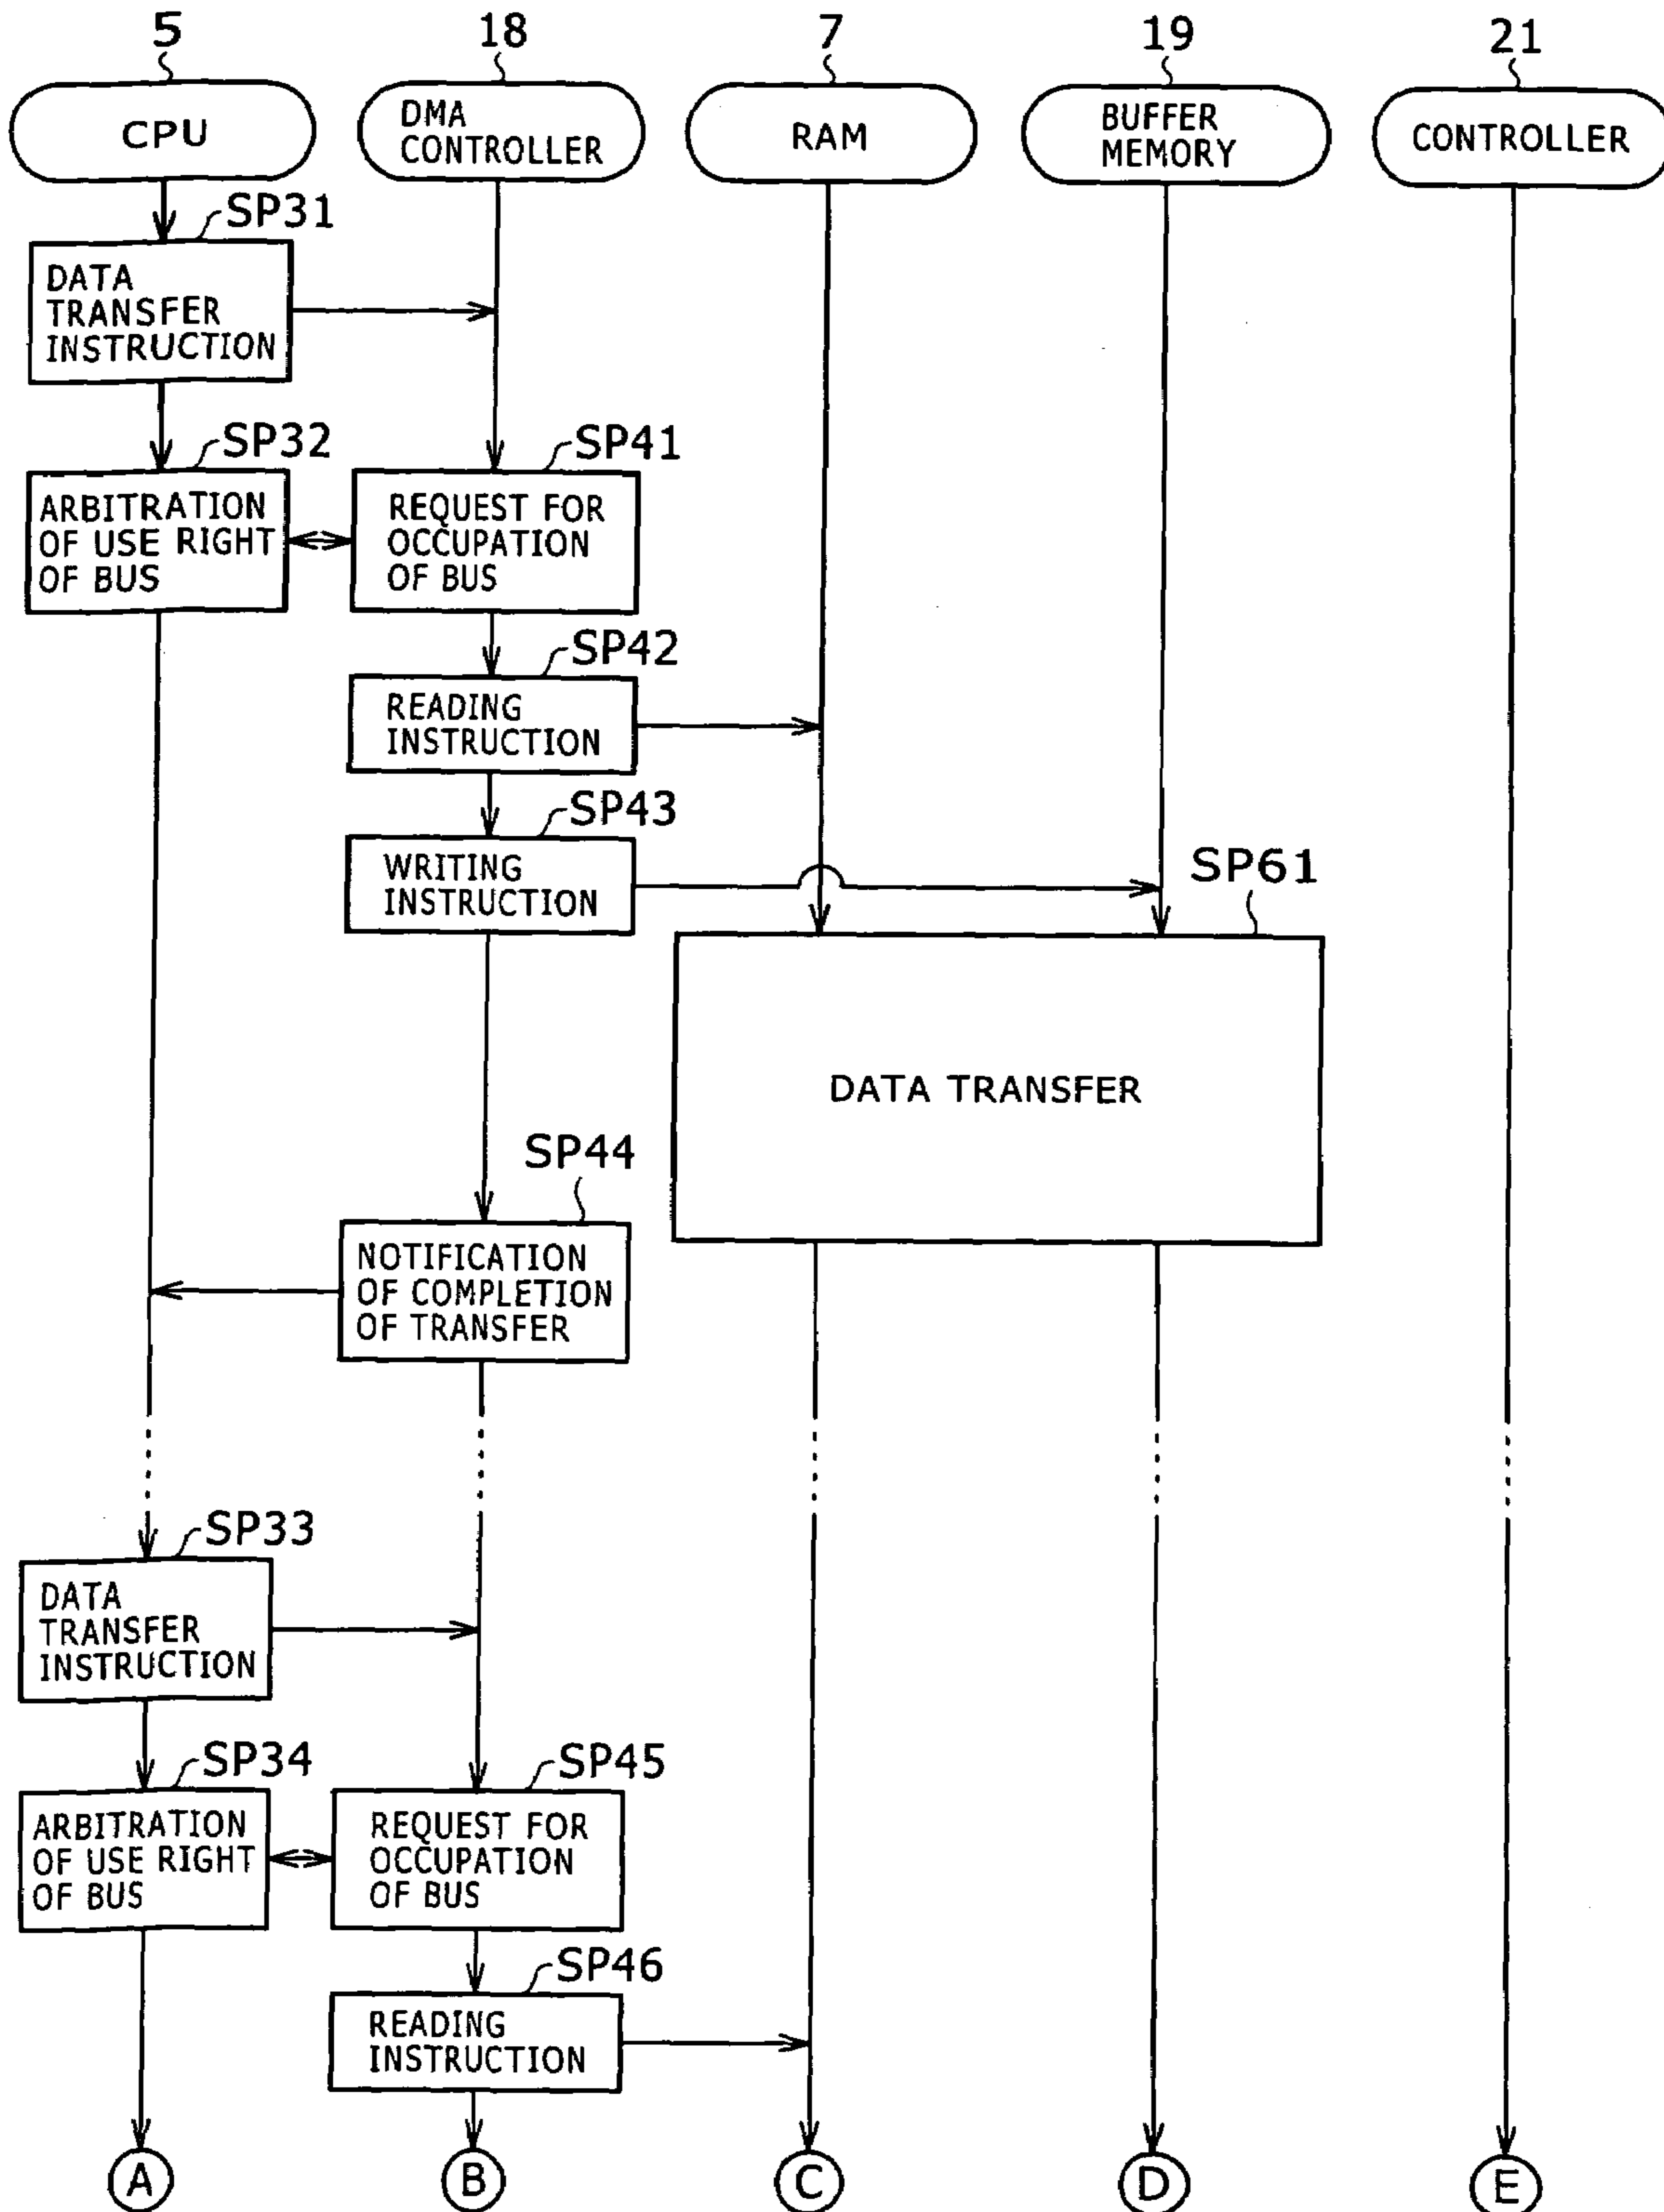 5
18
7
19
21
CPU
DMA
CONTROLLER
RAM
BUFFER
MEMORY
CONTROLLER
SP31
DATA
TRANSFER
INSTRUCTION
SP32
ARBITRATION
OF USE RIGHT
OF BUS
SP41
REQUEST FOR
OCCUPATION
OF BUS
SP42
READING
INSTRUCTION
SP43
WRITING
INSTRUCTION
SP61
DATA TRANSFER
SP44
NOTIFICATION
OF COMPLETION
OF TRANSFER
SP33
DATA
TRANSFER
INSTRUCTION
SP34
ARBITRATION
OF USE RIGHT
OF BUS
SP45
REQUEST FOR
OCCUPATION
OF BUS
SP46
READING
INSTRUCTION
A
B
C
D
E